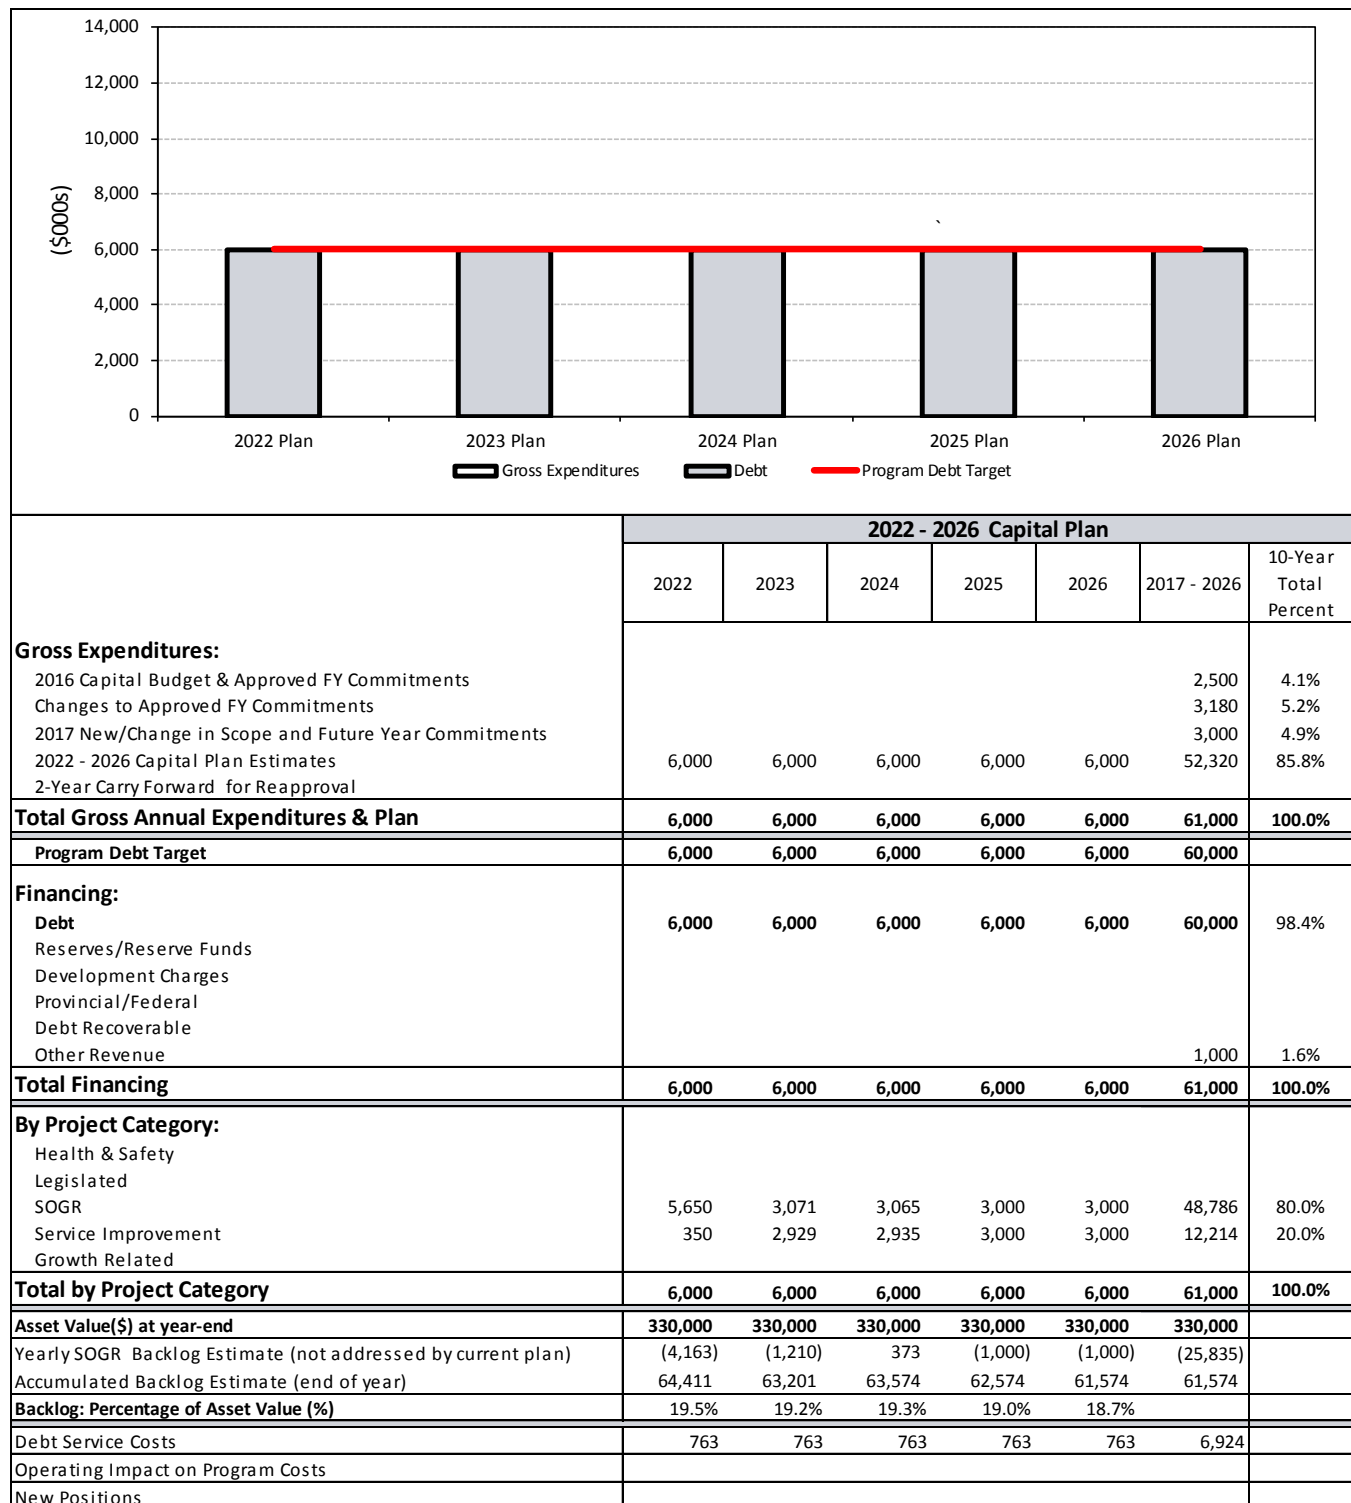 14,000
12,000
10,000
8,000
6,000
4,000
2,000
0
($000s)
`
2022 Plan 2023 Plan 2024 Plan 2025 Plan 2026 Plan
Gross Expenditures Debt Program Debt Target
2022 - 2026 Capital Plan
2022 2023 2024 2025 2026 2017 - 2026 10-Year Total Percent
Gross Expenditures:
2016 Capital Budget & Approved FY Commitments 2,500 4.1%
Changes to Approved FY Commitments 3,180 5.2%
2017 New/Change in Scope and Future Year Commitments 3,000 4.9%
2022 - 2026 Capital Plan Estimates 6,000 6,000 6,000 6,000 6,000 52,320 85.8%
2-Year Carry Forward for Reapproval
Total Gross Annual Expenditures & Plan 6,000 6,000 6,000 6,000 6,000 61,000 100.0%
Program Debt Target 6,000 6,000 6,000 6,000 6,000 60,000
Financing:
Debt 6,000 6,000 6,000 6,000 6,000 60,000 98.4%
Reserves/Reserve Funds
Development Charges
Provincial/Federal
Debt Recoverable
Other Revenue 1,000 1.6%
Total Financing 6,000 6,000 6,000 6,000 6,000 61,000 100.0%
By Project Category:
Health & Safety
Legislated
SOGR 5,650 3,071 3,065 3,000 3,000 48,786 80.0%
Service Improvement 350 2,929 2,935 3,000 3,000 12,214 20.0%
Growth Related
Total by Project Category 6,000 6,000 6,000 6,000 6,000 61,000 100.0%
Asset Value($) at year-end 330,000 330,000 330,000 330,000 330,000 330,000
Yearly SOGR Backlog Estimate (not addressed by current plan) (4,163) (1,210) 373 (1,000) (1,000) (25,835)
Accumulated Backlog Estimate (end of year) 64,411 63,201 63,574 62,574 61,574 61,574
Backlog: Percentage of Asset Value (%) 19.5% 19.2% 19.3% 19.0% 18.7%
Debt Service Costs 763 763 763 763 763 6,924
Operating Impact on Program Costs
New Positions